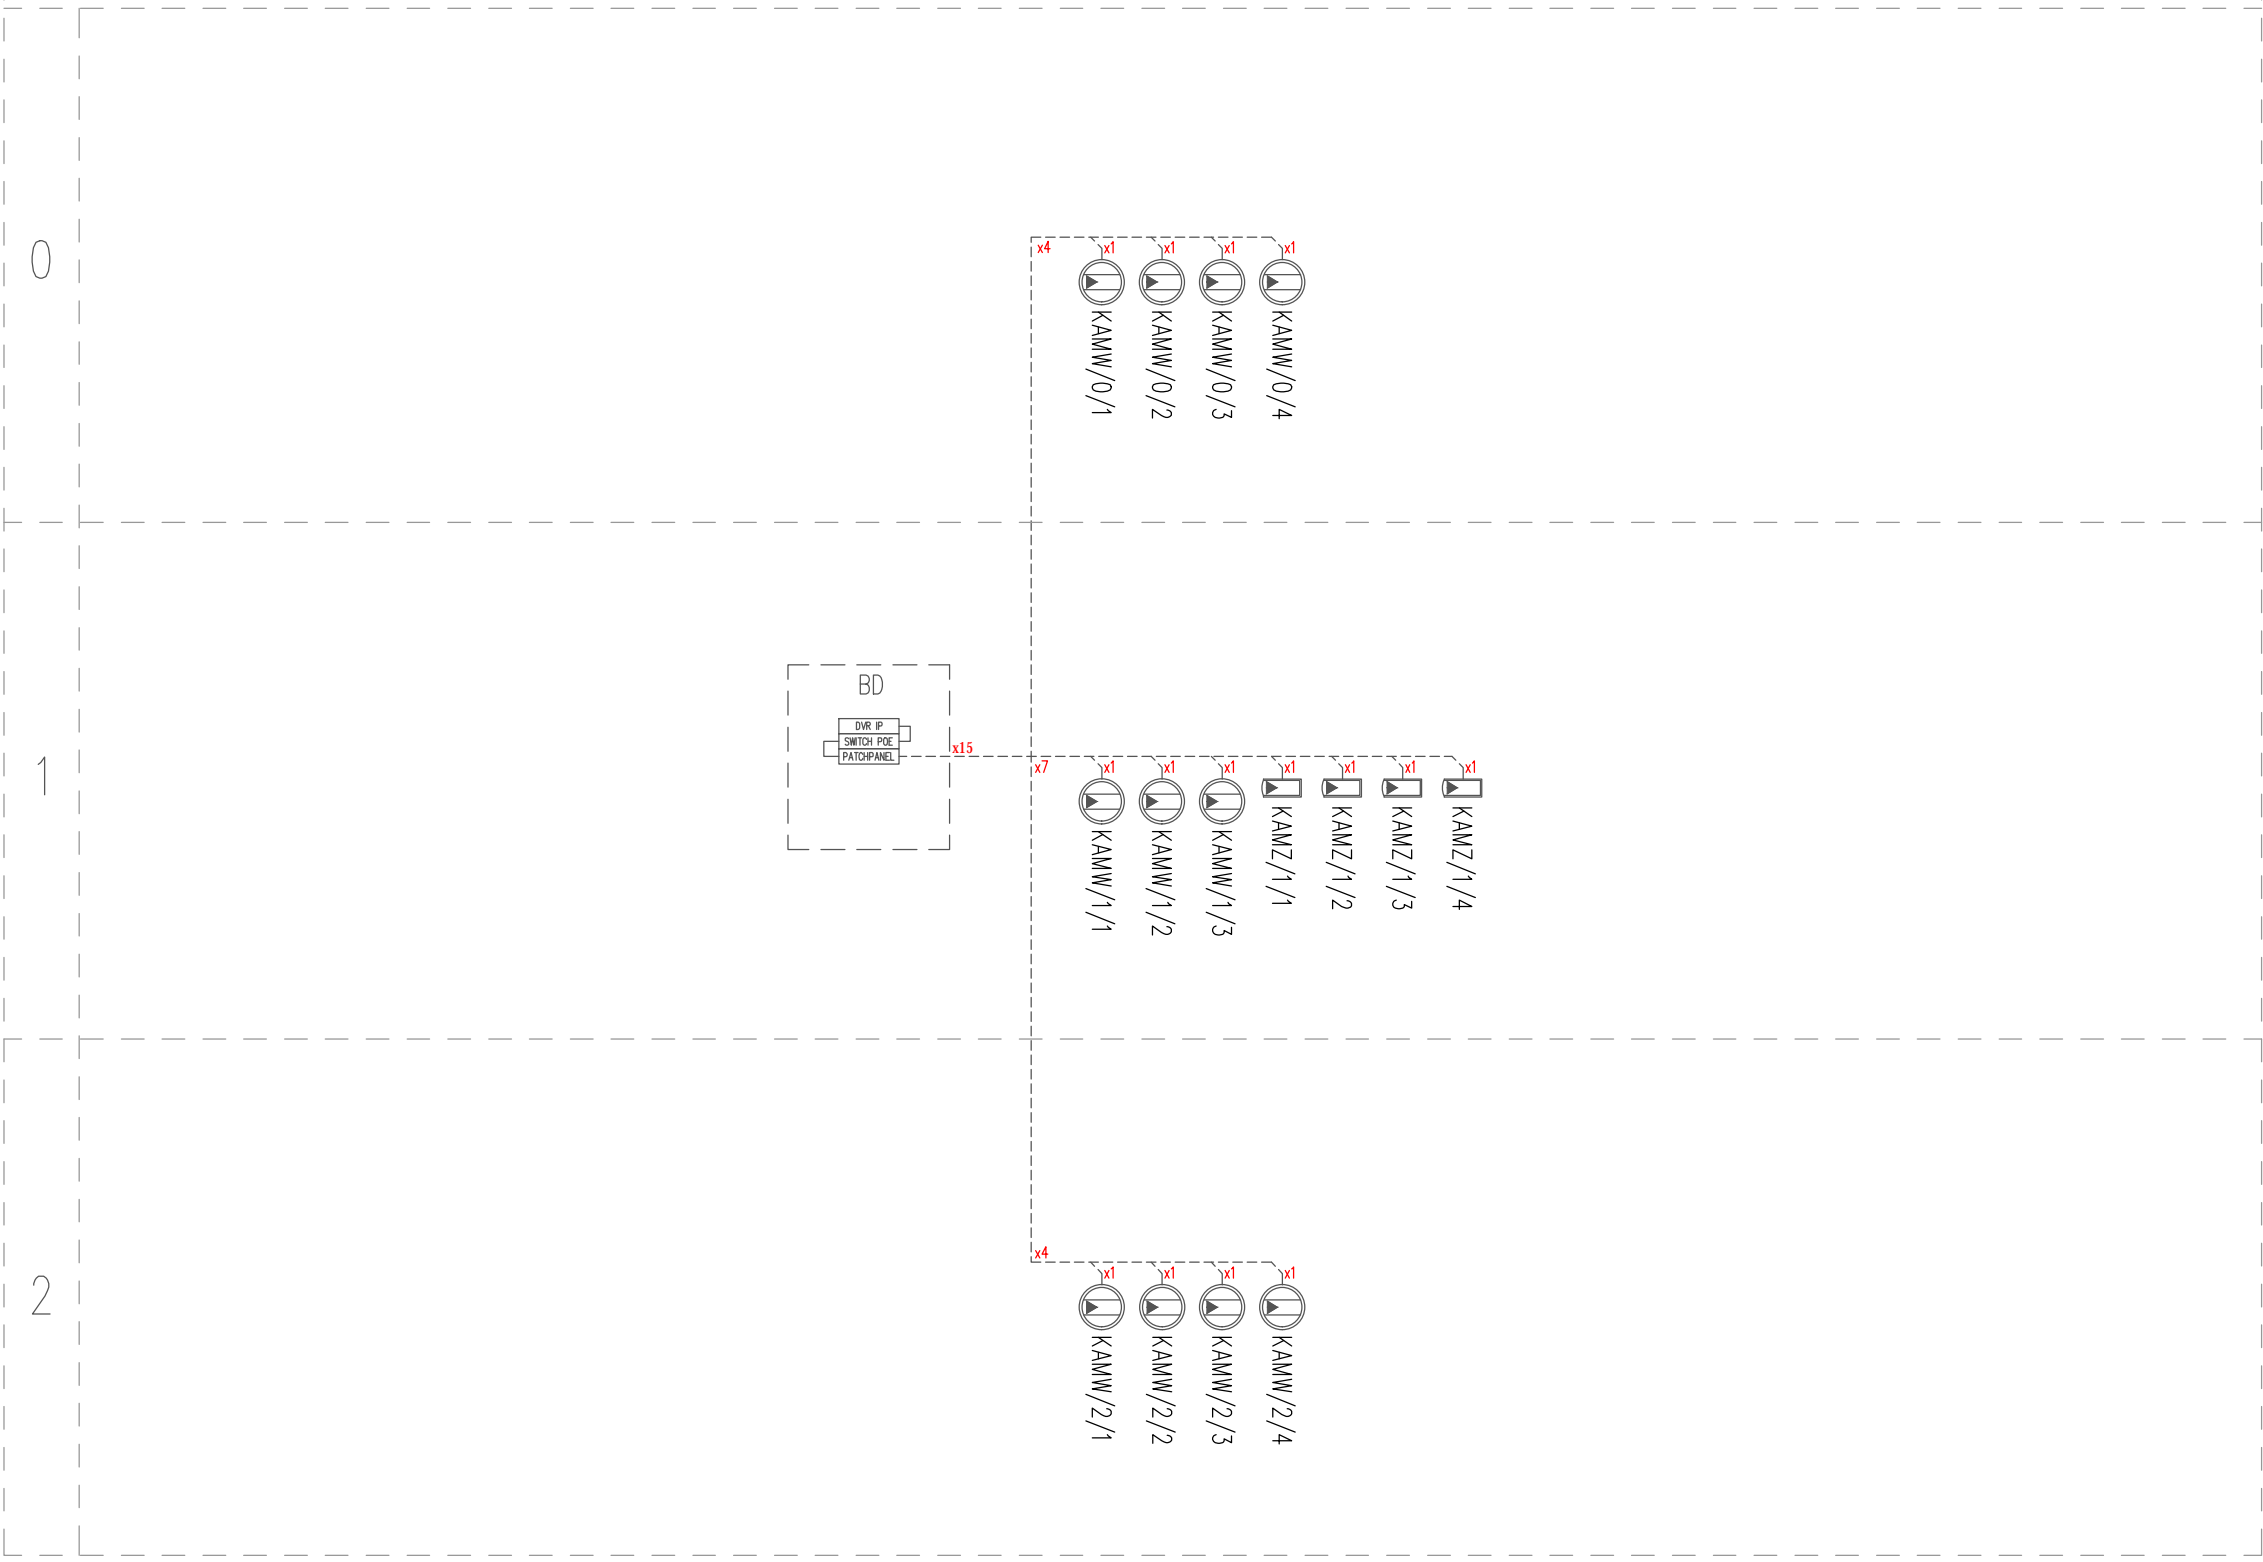 0
x4
x1
x1
x1
x1
KAMW/0/1
KAMW/0/2
KAMW/0/3
KAMW/0/4
1
BD
DVR IP
SWITCH POE
PATCHPANEL
x15
x7
x1
x1
x1
x1
x1
x1
x1
KAMW/1/1
KAMW/1/2
KAMW/1/3
KAMZ/1/1
KAMZ/1/2
KAMZ/1/3
KAMZ/1/4
2
x4
x1
x1
x1
x1
KAMW/2/1
KAMW/2/2
KAMW/2/3
KAMW/2/4